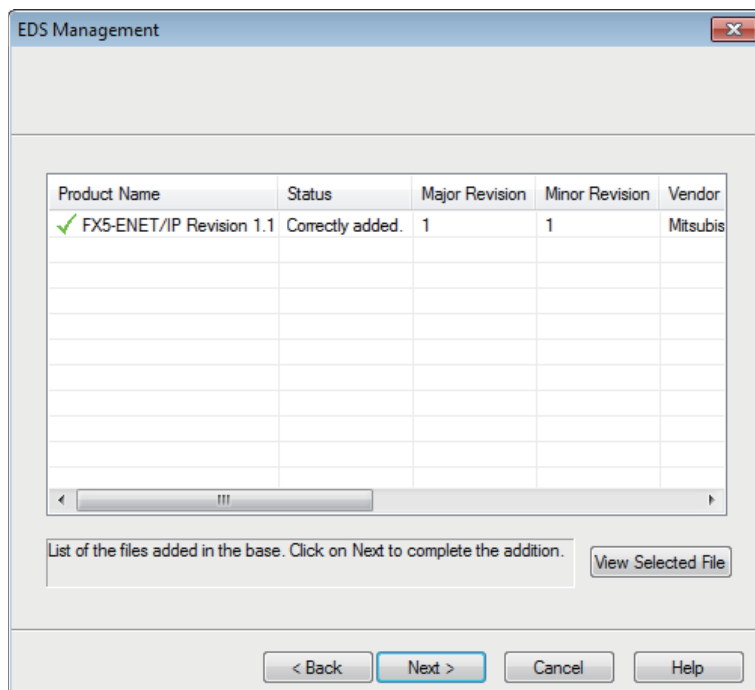 EDS Management
Product Name Status Major Revision Minor Revision Vendor
FX5-ENET/IP Revision 1.1 Correctly added. 1 1 Mitsubis
List of the files added in the base. Click on Next to complete the addition.
View Selected File
< Back Next > Cancel Help